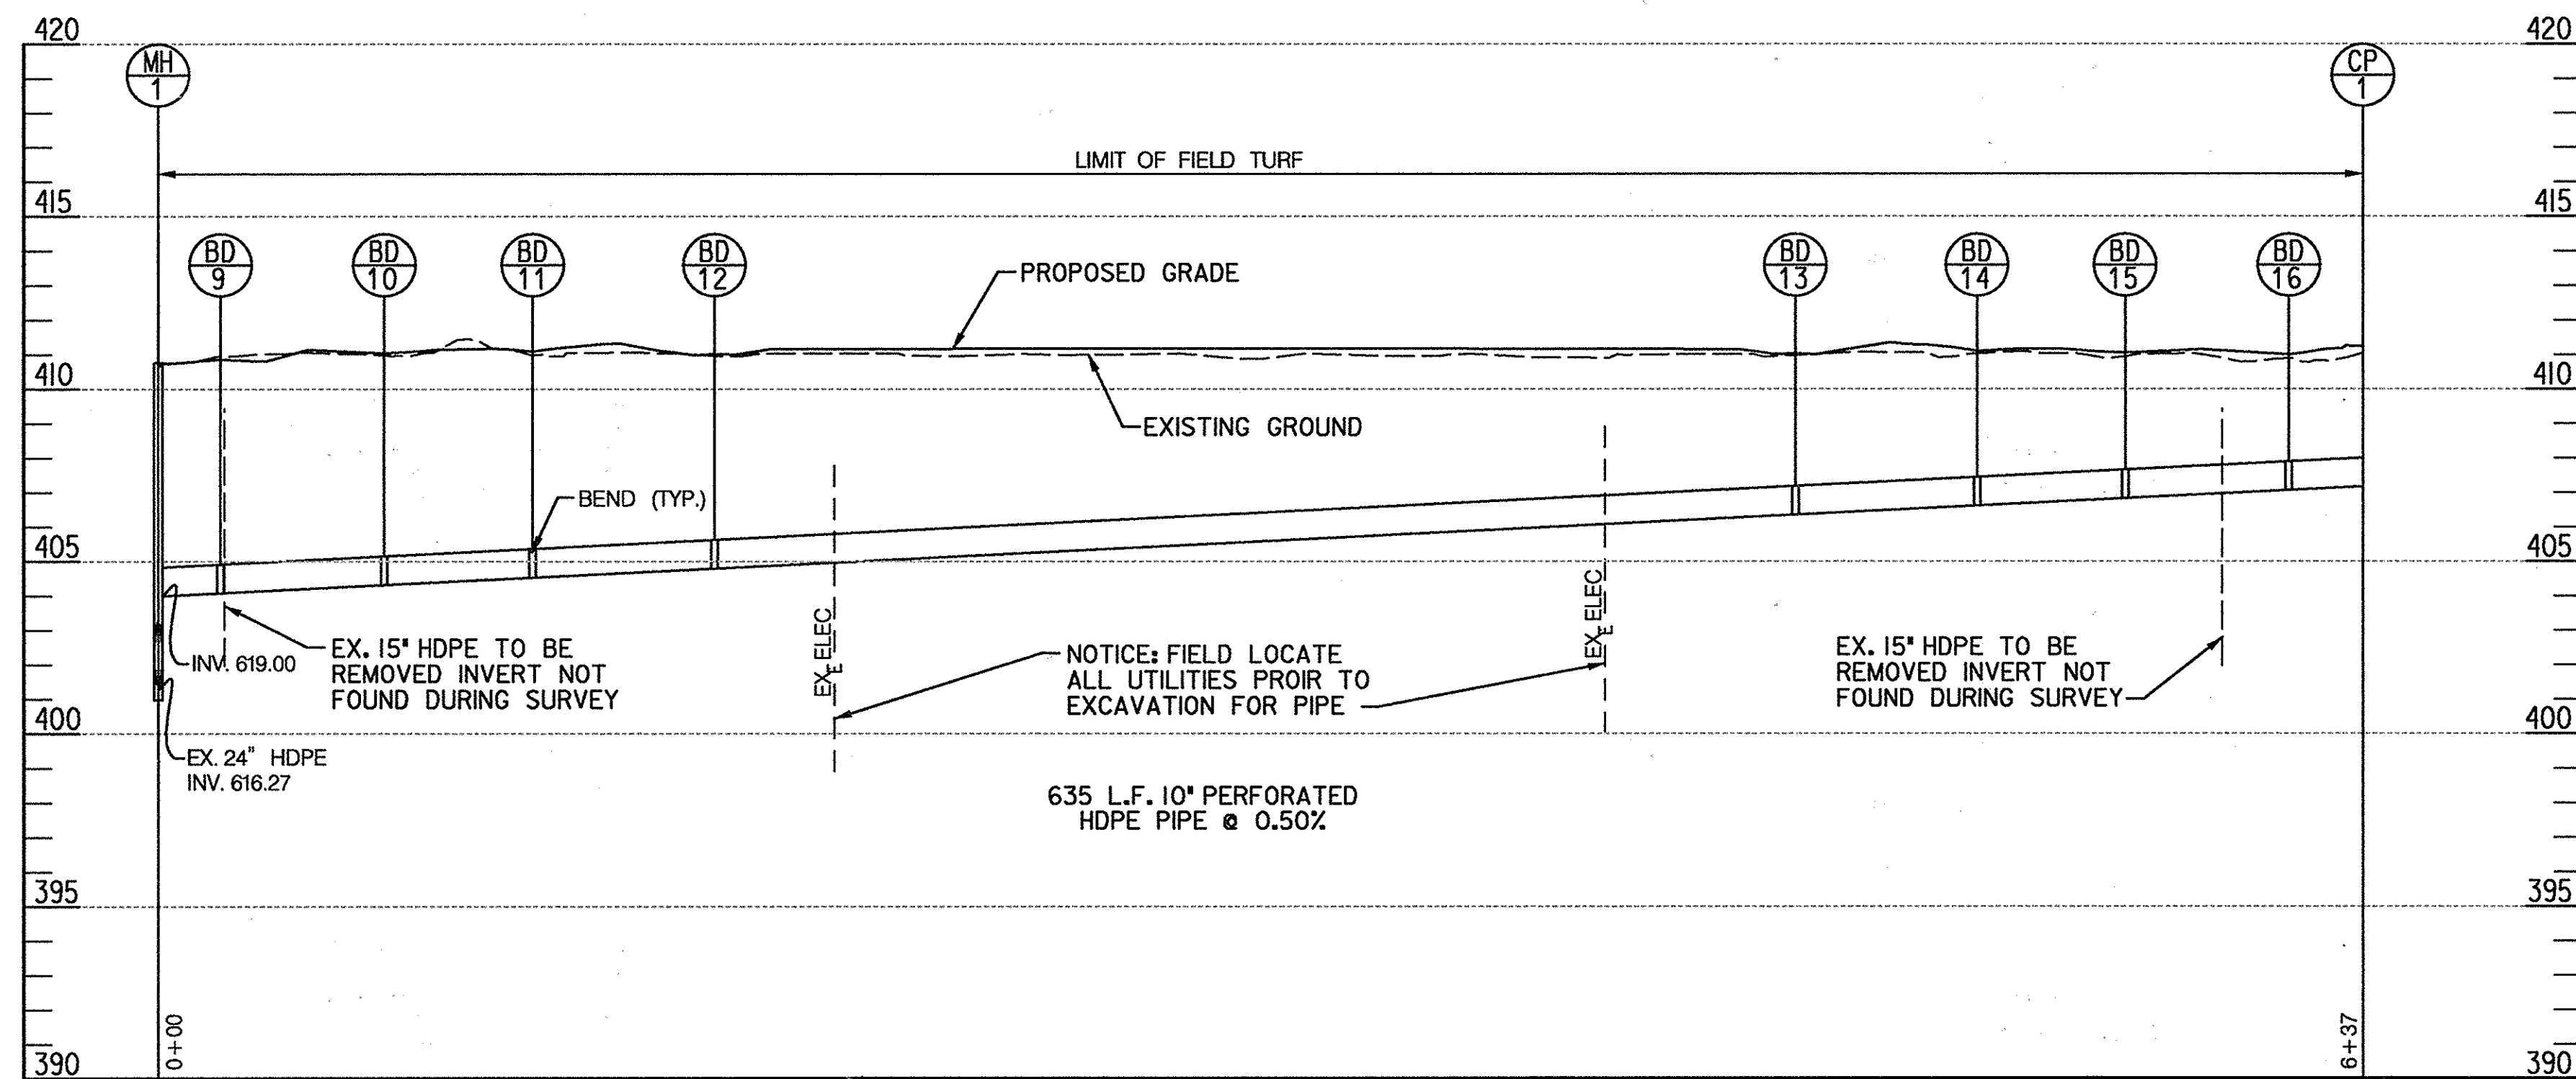 420 420
MH
1
CP
1
LIMIT OF FIELD TURF
415 415
BD
9
BD
10
BD
11
BD
12
BD
13
BD
14
BD
15
BD
16
PROPOSED GRADE
410 410
EXISTING GROUND
BEND (TYP.)
405 405
INV. 619.00
EX. 15" HDPE TO BE
REMOVED INVERT NOT
FOUND DURING SURVEY
EX. ELEC
E
NOTICE: FIELD LOCATE
ALL UTILITIES PROIR TO
EXCAVATION FOR PIPE
EX. ELEC
E
EX. 15" HDPE TO BE
REMOVED INVERT NOT
FOUND DURING SURVEY
400 400
EX. 24" HDPE
INV. 616.27
635 L.F. 10" PERFORATED
HDPE PIPE @ 0.50%
395 395
0+00
6+37
390 390